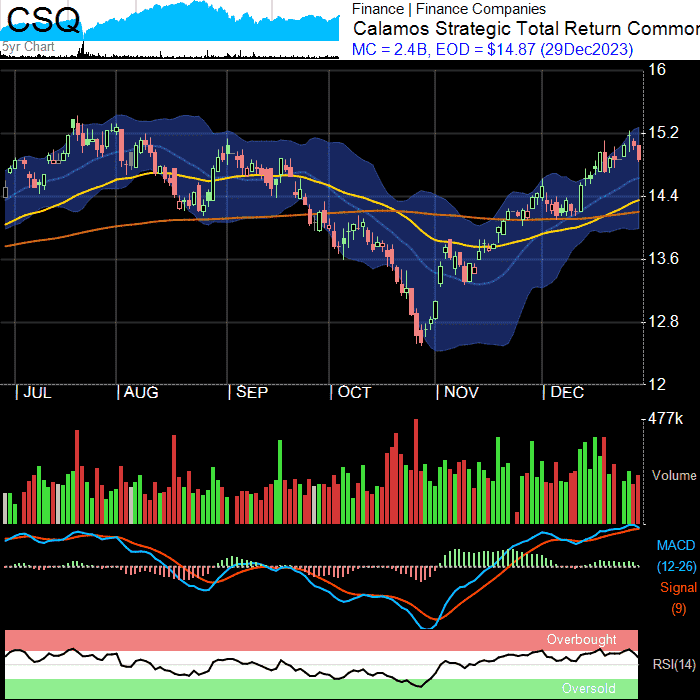 CSQ
5yr Chart
Finance | Finance Companies
Calamos Strategic Total Return Common
MC = 2.4B, EOD = $14.87 (29Dec2023)
16
15.2
14.4
13.6
12.8
12
| JUL | AUG | SEP | OCT | NOV | DEC
477k
Volume
MACD
(12-26)
Signal
(9)
Overbought
RSI(14)
Oversold